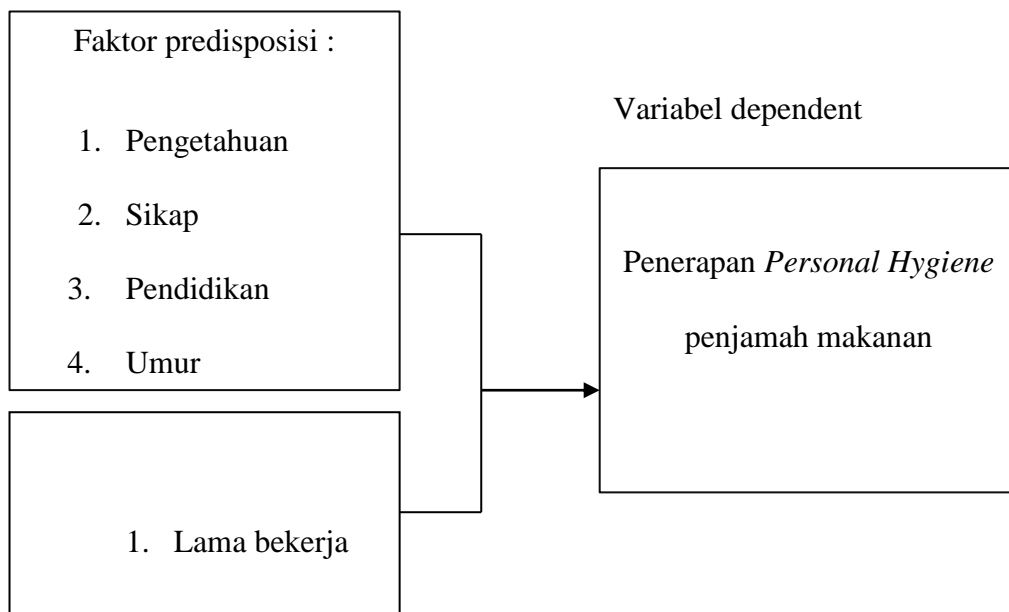 Faktor predisposisi :
1. Pengetahuan
2. Sikap
3. Pendidikan
4. Umur
1. Lama bekerja
Variabel dependent
Penerapan Personal Hygiene
penjamah makanan